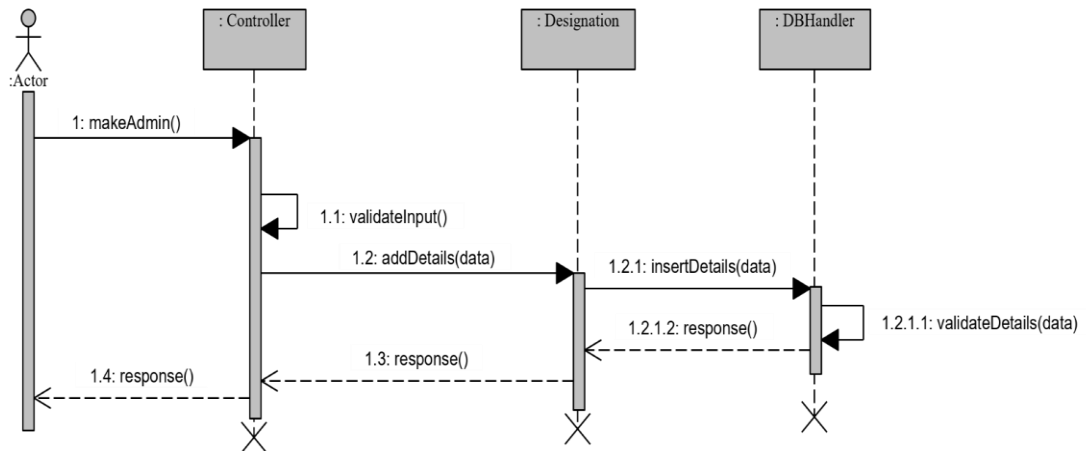 : Controller
: Designation
: DBHandler
:Actor
1: makeAdmin()
1.1: validateInput()
1.2: addDetails(data)
1.2.1: insertDetails(data)
1.2.1.1: validateDetails(data)
1.2.1.2: response()
1.3: response()
1.4: response()